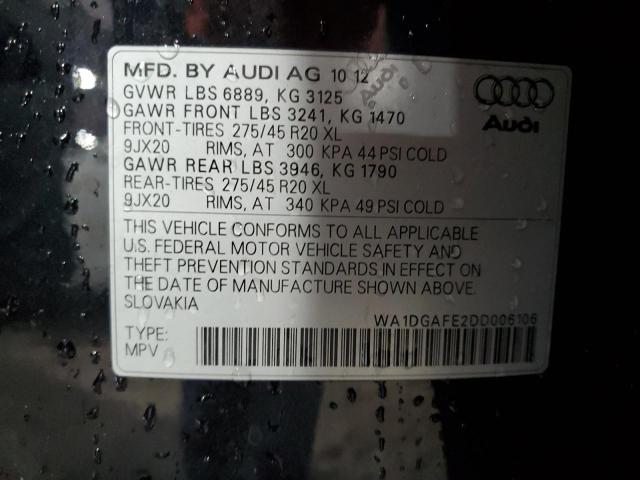 MFD. BY AUDI AG 10 12
GVWR LBS 6889, KG 3125
GAWR FRONT LBS 3241, KG 1470
FRONT-TIRES 275/45 R20 XL
9JX20 RIMS, AT 300 KPA 44 PSI COLD
GAWR REAR LBS 3946, KG 1790
REAR-TIRES 275/45 R20 XL
9JX20 RIMS, AT 340 KPA 49 PSI COLD
Audi
THIS VEHICLE CONFORMS TO ALL APPLICABLE
U.S. FEDERAL MOTOR VEHICLE SAFETY AND
THEFT PREVENTION STANDARDS IN EFFECT ON
THE DATE OF MANUFACTURE SHOWN ABOVE.
SLOVAKIA
WA1DGAFE2DD006106
TYPE:
MPV